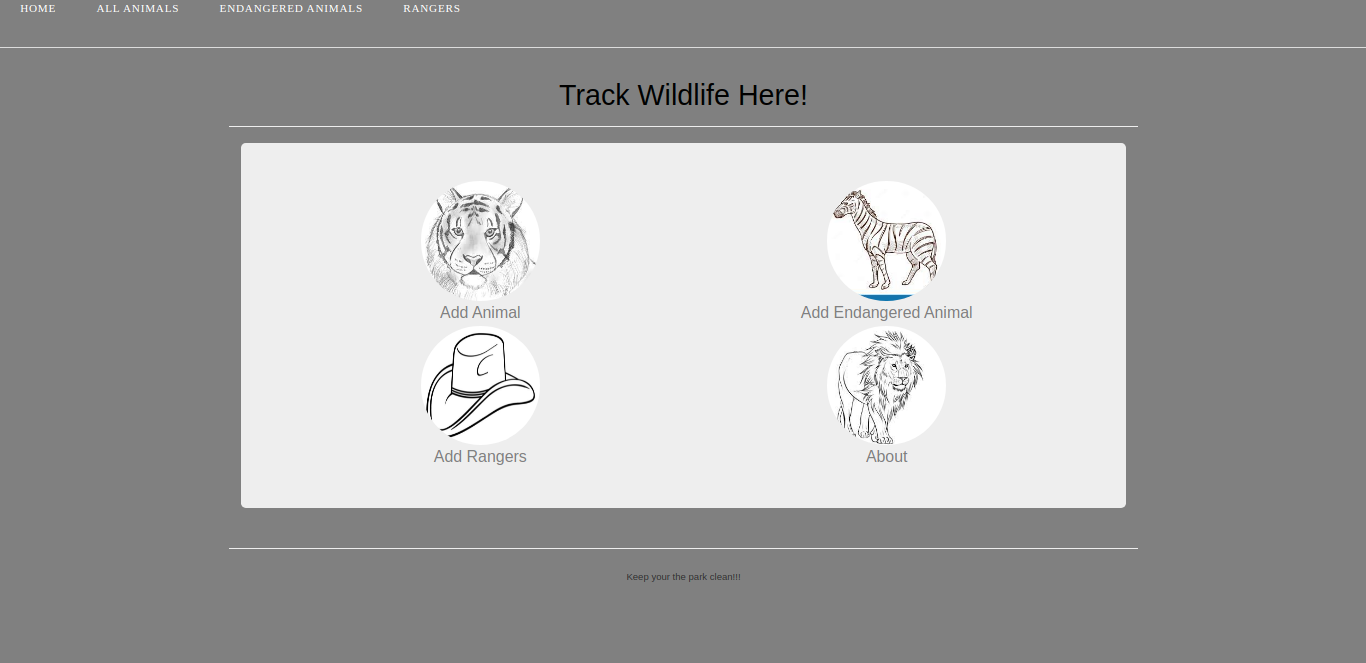 HOME ALL ANIMALS ENDANGERED ANIMALS RANGERS
Track Wildlife Here!
Add Animal Add Endangered Animal
Add Rangers About
Keep your the park clean!!!